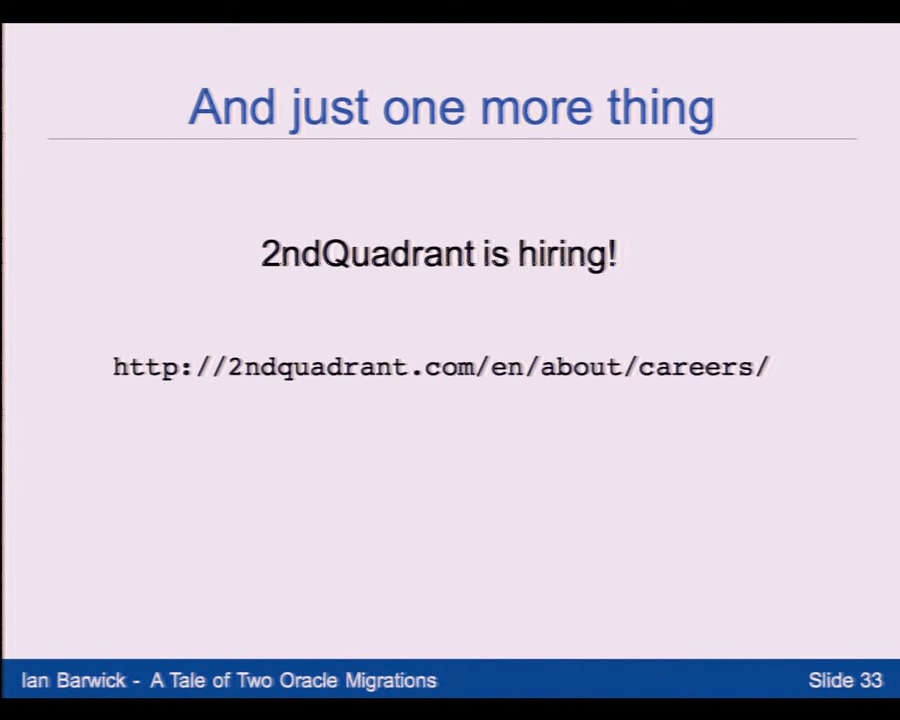 And just one more thing
2ndQuadrant is hiring!
http://2ndquadrant.com/en/about/careers/
Ian Barwick - A Tale of Two Oracle Migrations
Slide 33